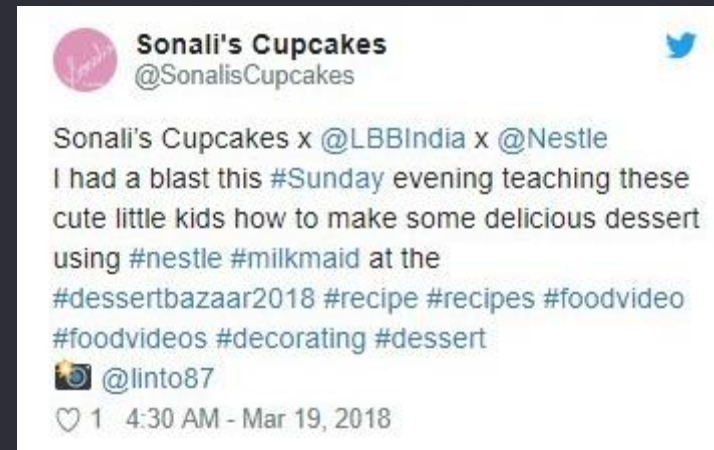 Sonali's Cupcakes
@SonalisCupcakes
Sonali's Cupcakes x @LBBIndia x @Nestle
I had a blast this #Sunday evening teaching these
cute little kids how to make some delicious dessert
using #nestle #milkmaid at the
#dessertbazaar2018 #recipe #recipes #foodvideo
#foodvideos #decorating #dessert
📸 @linto87
♡ 1 4:30 AM - Mar 19, 2018